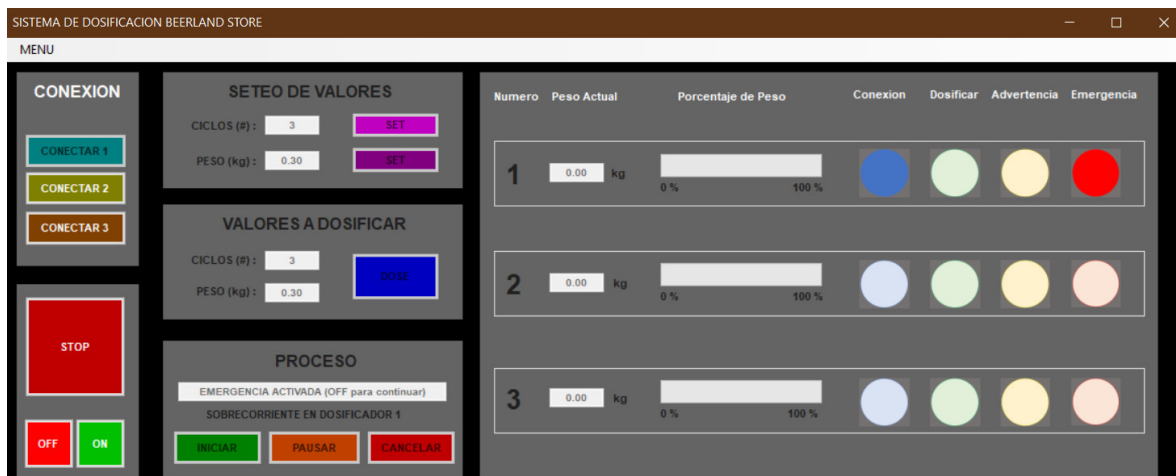 SISTEMA DE DOSIFICACION BEERLAND STORE
MENU
CONEXION
CONECTAR 1
CONECTAR 2
CONECTAR 3
STOP
OFF
ON
SETEO DE VALORES
CICLOS (#) : 3 SET
PESO (kg) : 0.30 SET
VALORES A DOSIFICAR
CICLOS (#) : 3
DOSE
PESO (kg) : 0.30
PROCESO
EMERGENCIA ACTIVADA (OFF para continuar)
SOBRECORRIENTE EN DOSIFICADOR 1
INICIAR PAUSAR CANCELAR
Numero Peso Actual Porcentaje de Peso Conexion Dosificar Advertencia Emergencia
1 0.00 kg
0 % 100 %
2 0.00 kg
0 % 100 %
3 0.00 kg
0 % 100 %